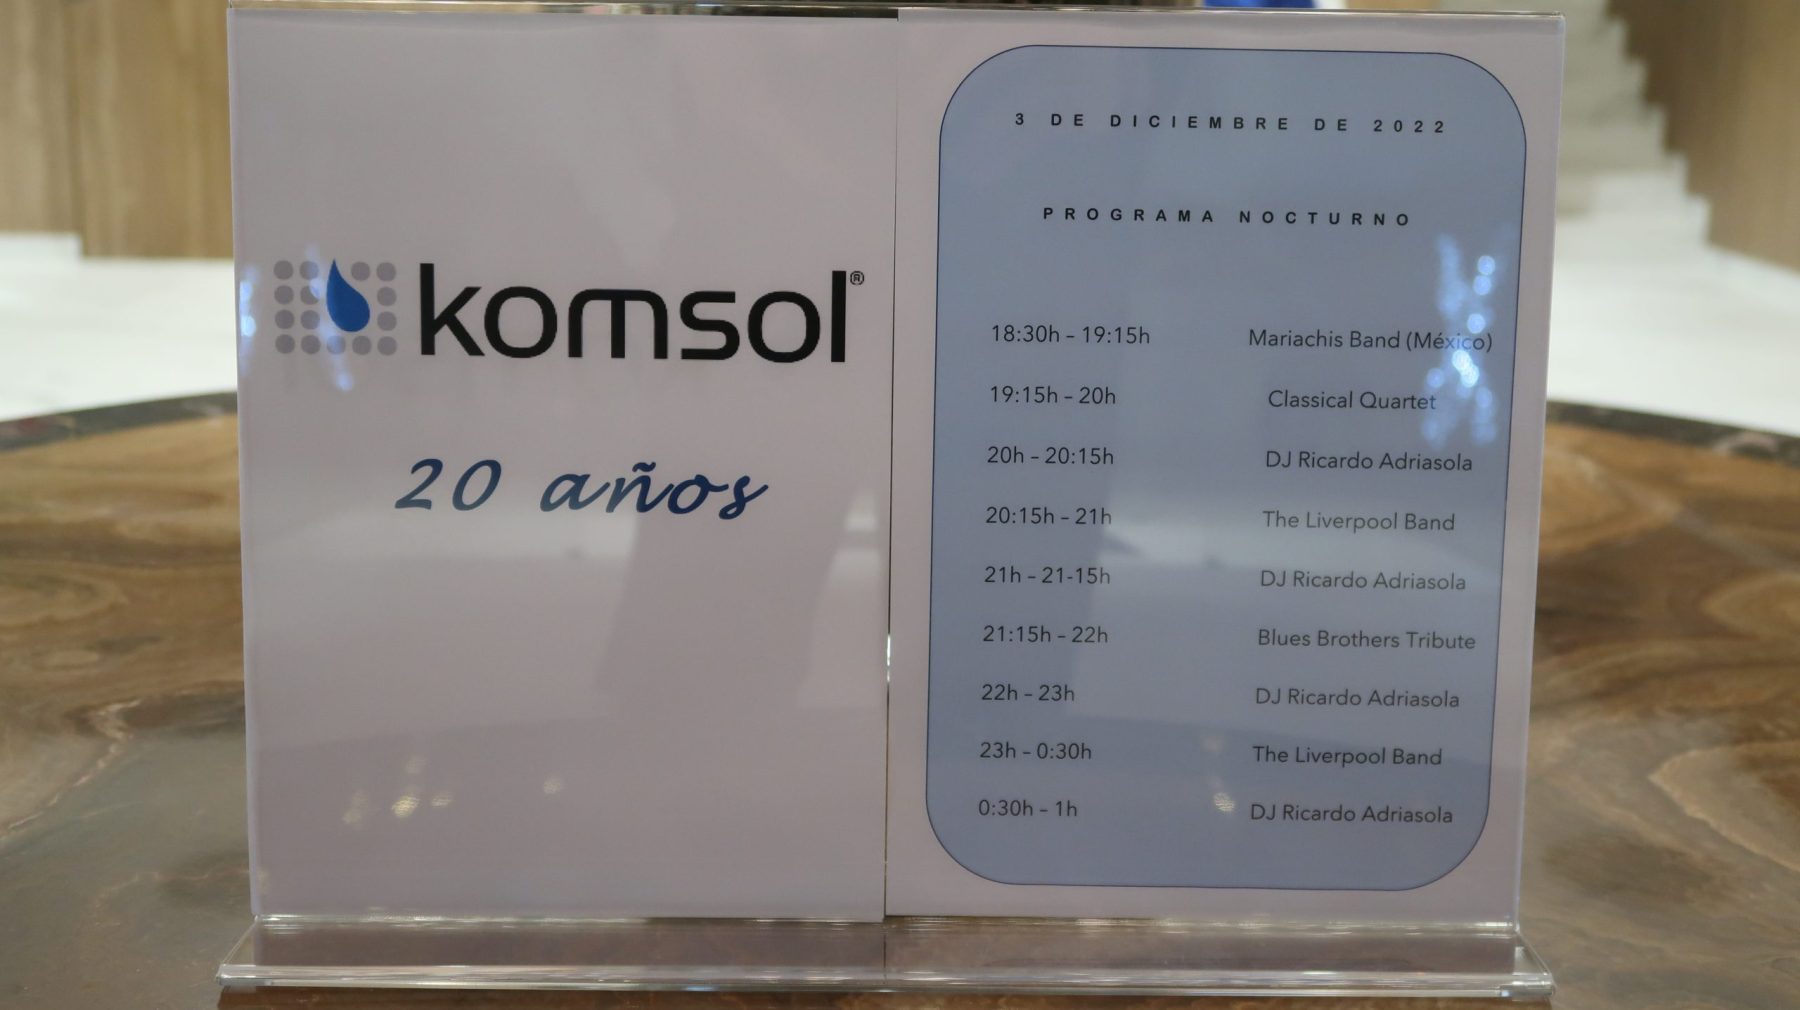 komsol®
20 años
3 DE DICIEMBRE DE 2022
PROGRAMA NOCTURNO
18:30h – 19:15h Mariachis Band (México)
19:15h – 20h Classical Quartet
20h – 20:15h DJ Ricardo Adriasola
20:15h – 21h The Liverpool Band
21h – 21-15h DJ Ricardo Adriasola
21:15h – 22h Blues Brothers Tribute
22h – 23h DJ Ricardo Adriasola
23h – 0:30h The Liverpool Band
0:30h – 1h DJ Ricardo Adriasola